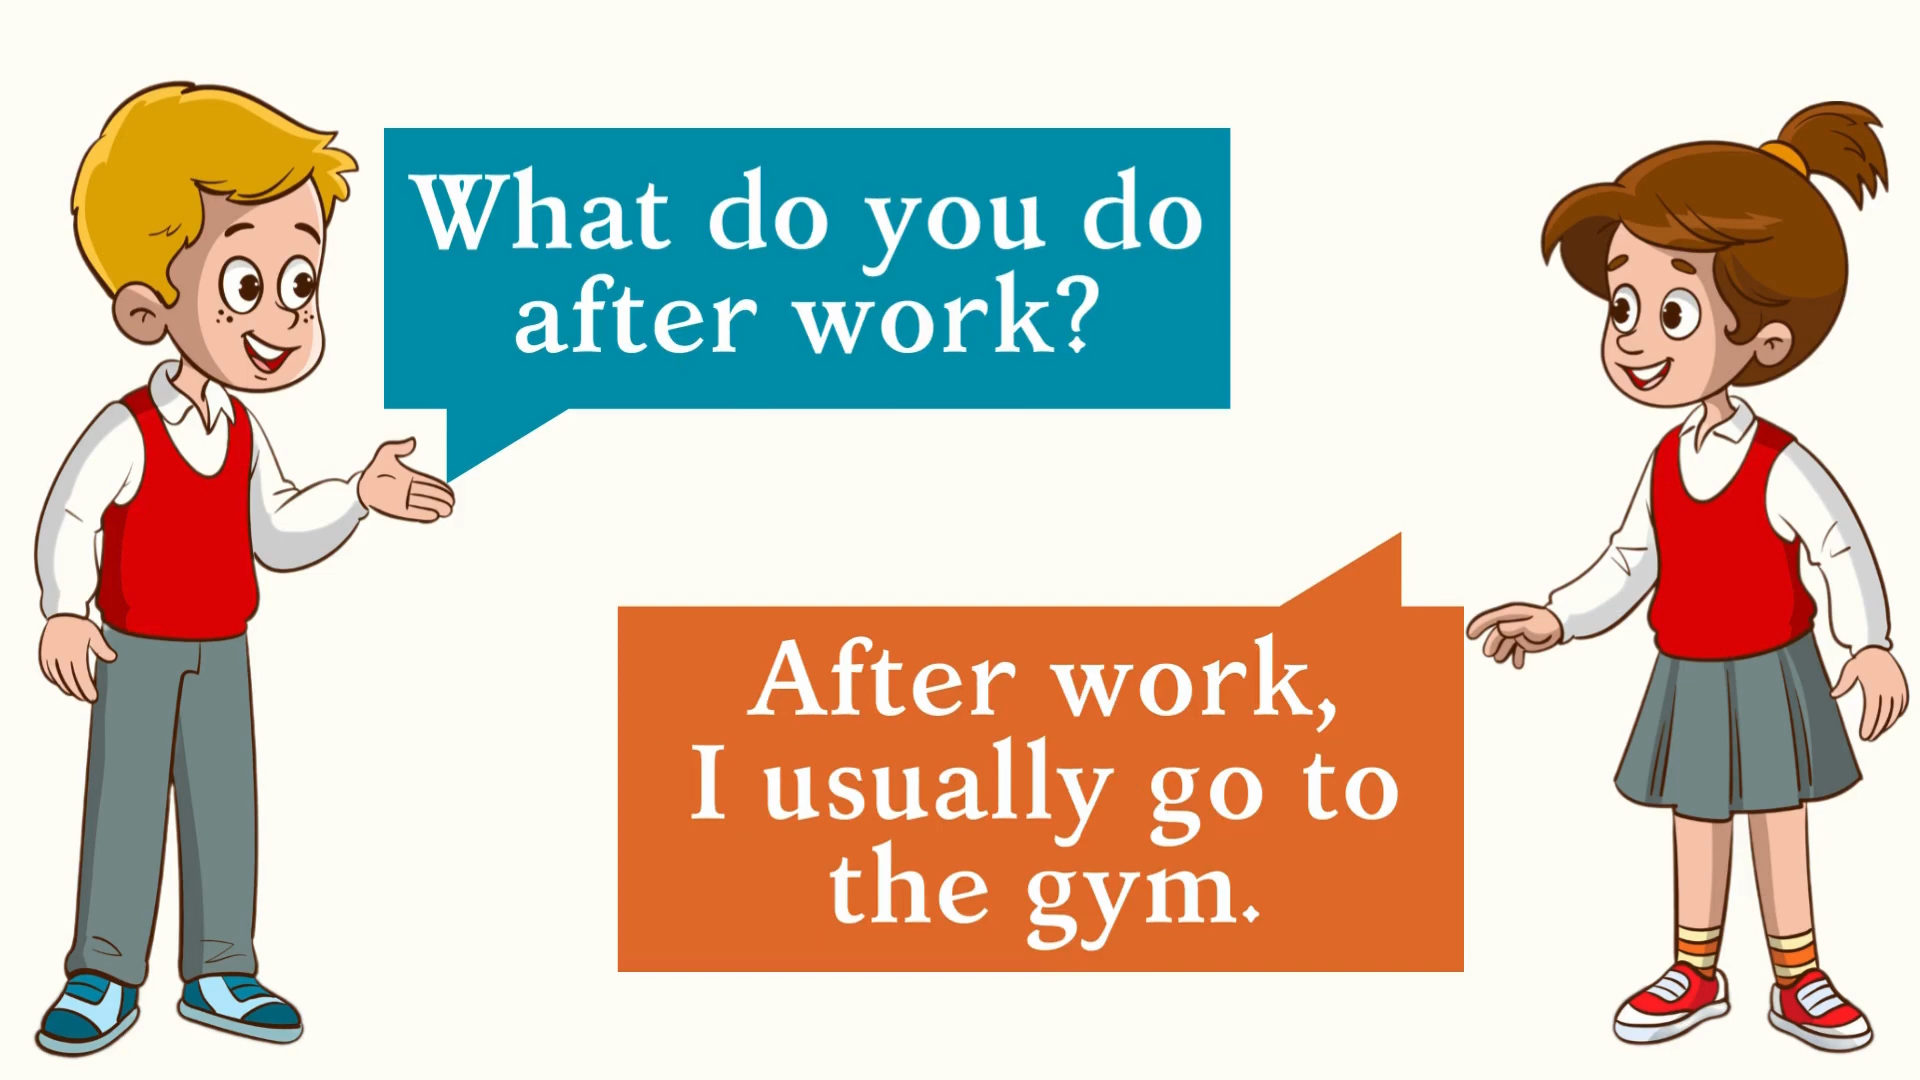 What do you do
after work?
After work,
I usually go to
the gym.